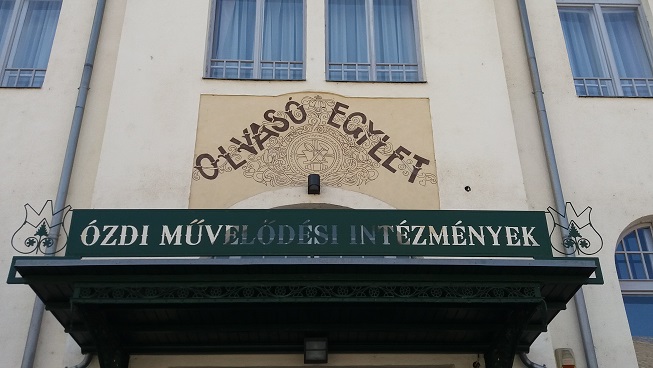 OLVASÓ EGYLET
ÓZDI MŰVELŐDÉSI INTÉZMÉNYEK